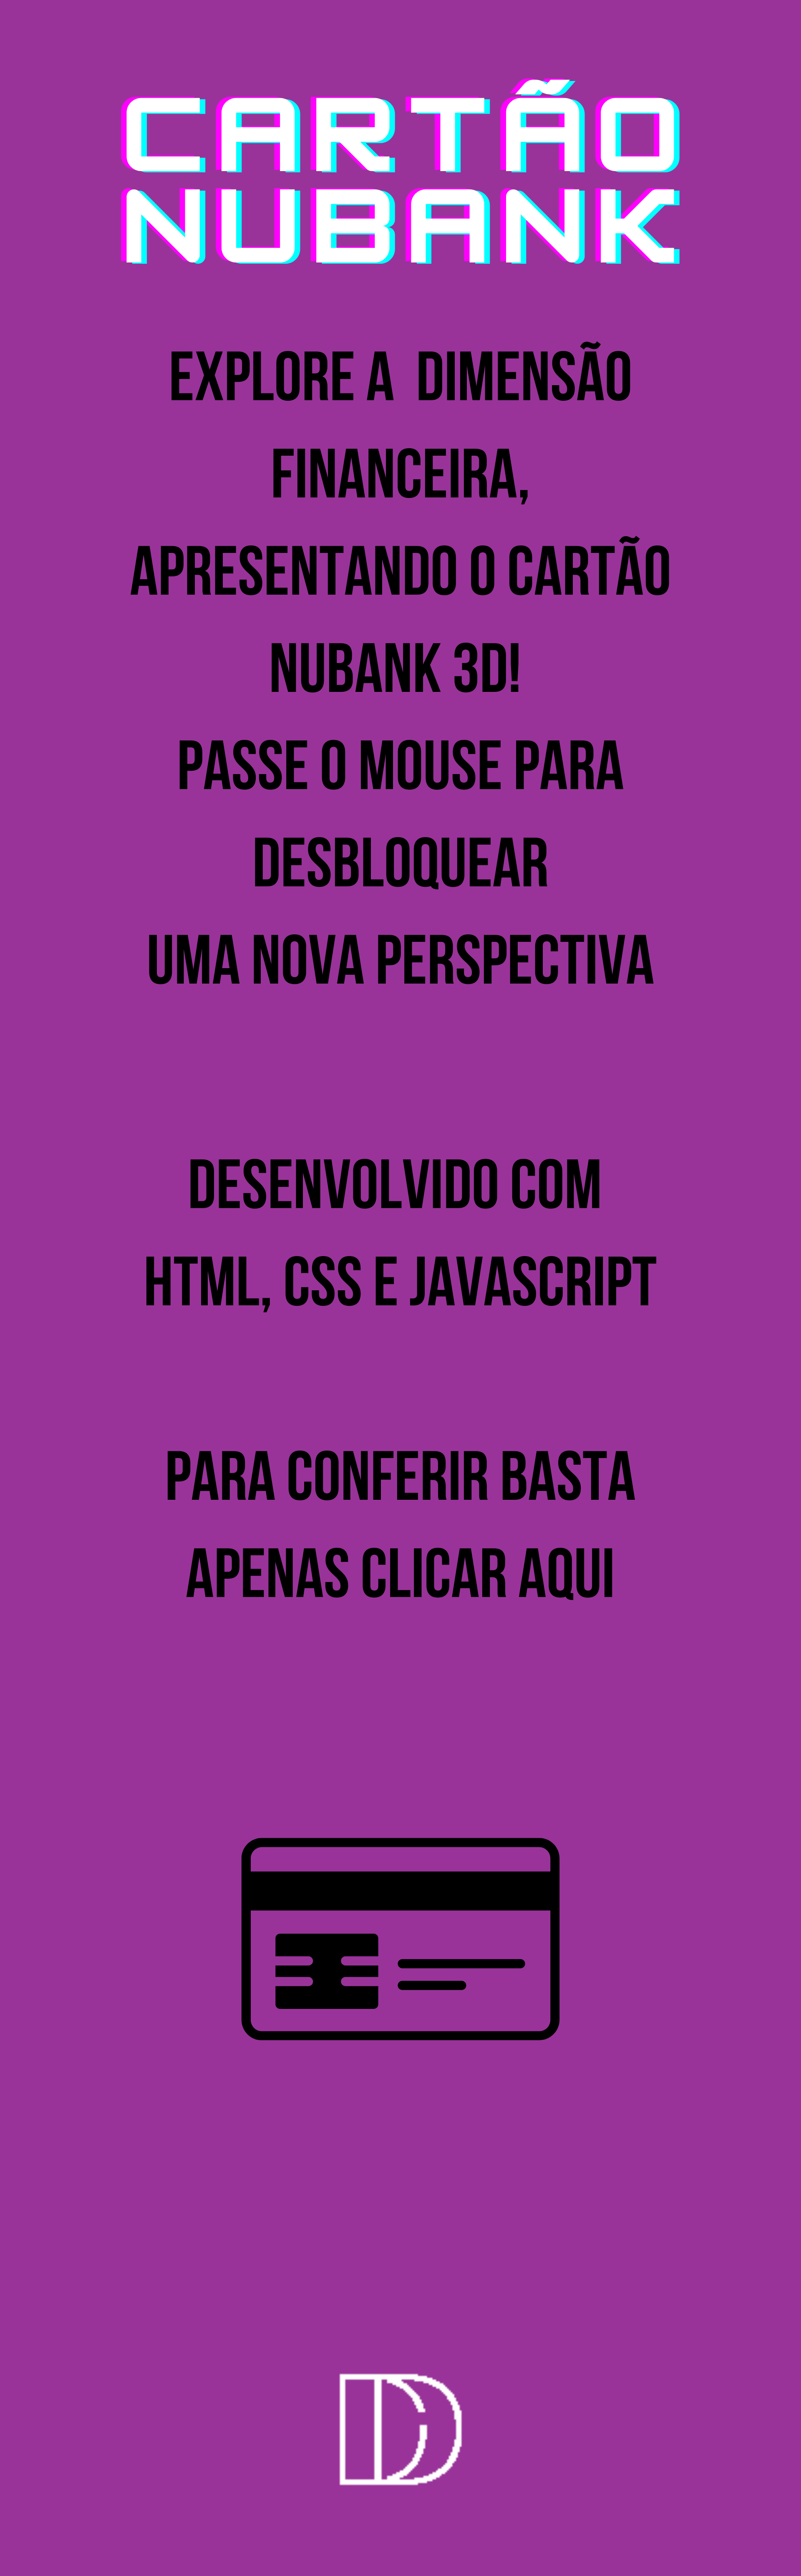 CARTÃO
NUBANK
EXPLORE A DIMENSÃO
FINANCEIRA,
APRESENTANDO O CARTÃO
NUBANK 3D!
PASSE O MOUSE PARA
DESBLOQUEAR
UMA NOVA PERSPECTIVA
DESENVOLVIDO COM
HTML, CSS E JAVASCRIPT
PARA CONFERIR BASTA
APENAS CLICAR AQUI
D